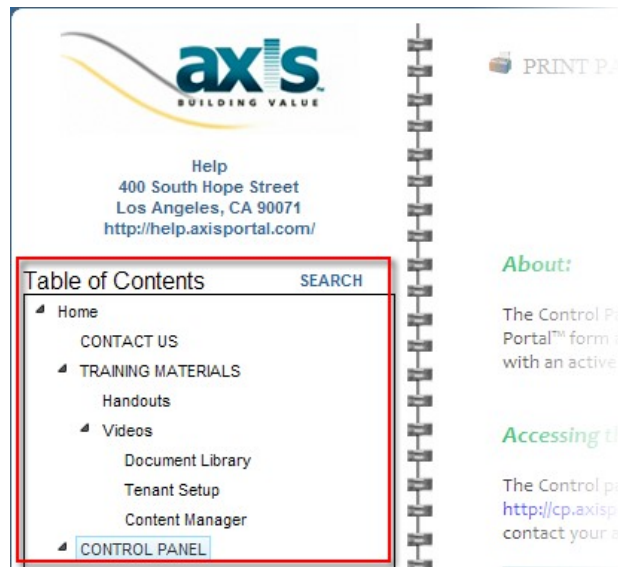 axis
BUILDING VALUE
Help
400 South Hope Street
Los Angeles, CA 90071
http://help.axisportal.com/
Table of Contents SEARCH
Home
CONTACT US
TRAINING MATERIALS
Handouts
Videos
Document Library
Tenant Setup
Content Manager
CONTROL PANEL
PRINT
About:
The Control
Portal™ form
with an active
Accessing
The Control
http://cp.axisp
contact your